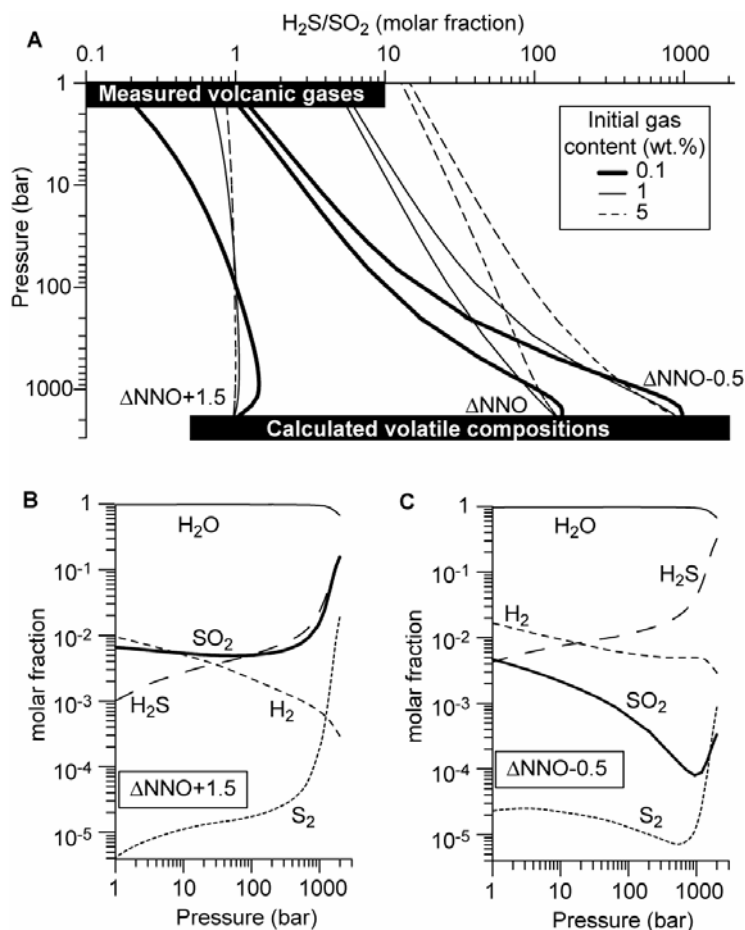 H₂S/SO₂ (molar fraction)
A
0.1 1 10 100 1000
1
10
100
1000
Pressure (bar)
Measured volcanic gases
Initial gas
content (wt.%)
0.1
1
5
ΔNNO+1.5
ΔNNO
ΔNNO-0.5
Calculated volatile compositions
B
1
10⁻¹
10⁻²
10⁻³
10⁻⁴
10⁻⁵
molar fraction
H₂O
SO₂
H₂S
H₂
ΔNNO+1.5
S₂
1 10 100 1000
Pressure (bar)
C
1
10⁻¹
10⁻²
10⁻³
10⁻⁴
10⁻⁵
molar fraction
H₂O
H₂S
H₂
SO₂
ΔNNO-0.5
S₂
1 10 100 1000
Pressure (bar)